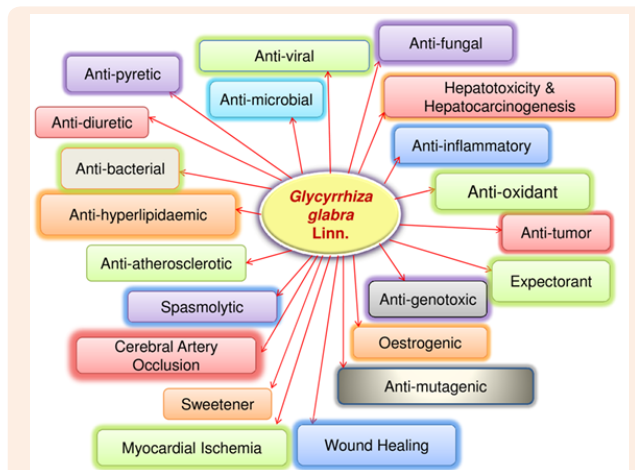 Anti-fungal
Anti-viral
Anti-pyretic
Hepatotoxicity &
Hepatocarcinogenesis
Anti-microbial
Anti-diuretic
Anti-inflammatory
Anti-bacterial
Anti-oxidant
Glycyrrhiza
glabra
Linn.
Anti-hyperlipidaemic
Anti-tumor
Anti-atherosclerotic
Expectorant
Anti-genotoxic
Spasmolytic
Oestrogenic
Cerebral Artery
Occlusion
Anti-mutagenic
Sweetener
Myocardial Ischemia
Wound Healing